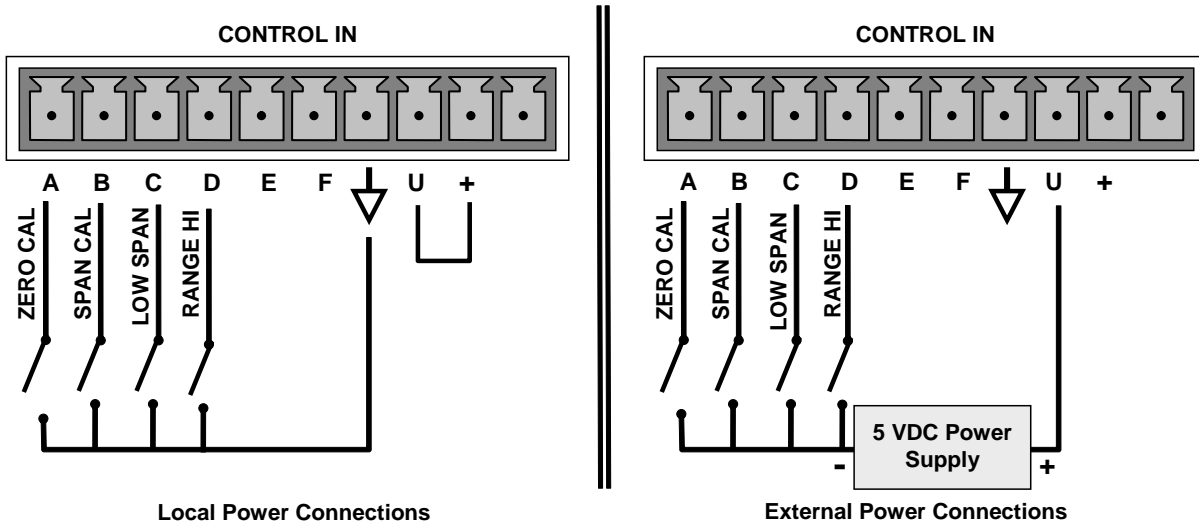 CONTROL IN
A B C D E F U +
ZERO CAL
SPAN CAL
LOW SPAN
RANGE HI
Local Power Connections
CONTROL IN
A B C D E F U +
ZERO CAL
SPAN CAL
LOW SPAN
RANGE HI
5 VDC Power
Supply
- +
External Power Connections